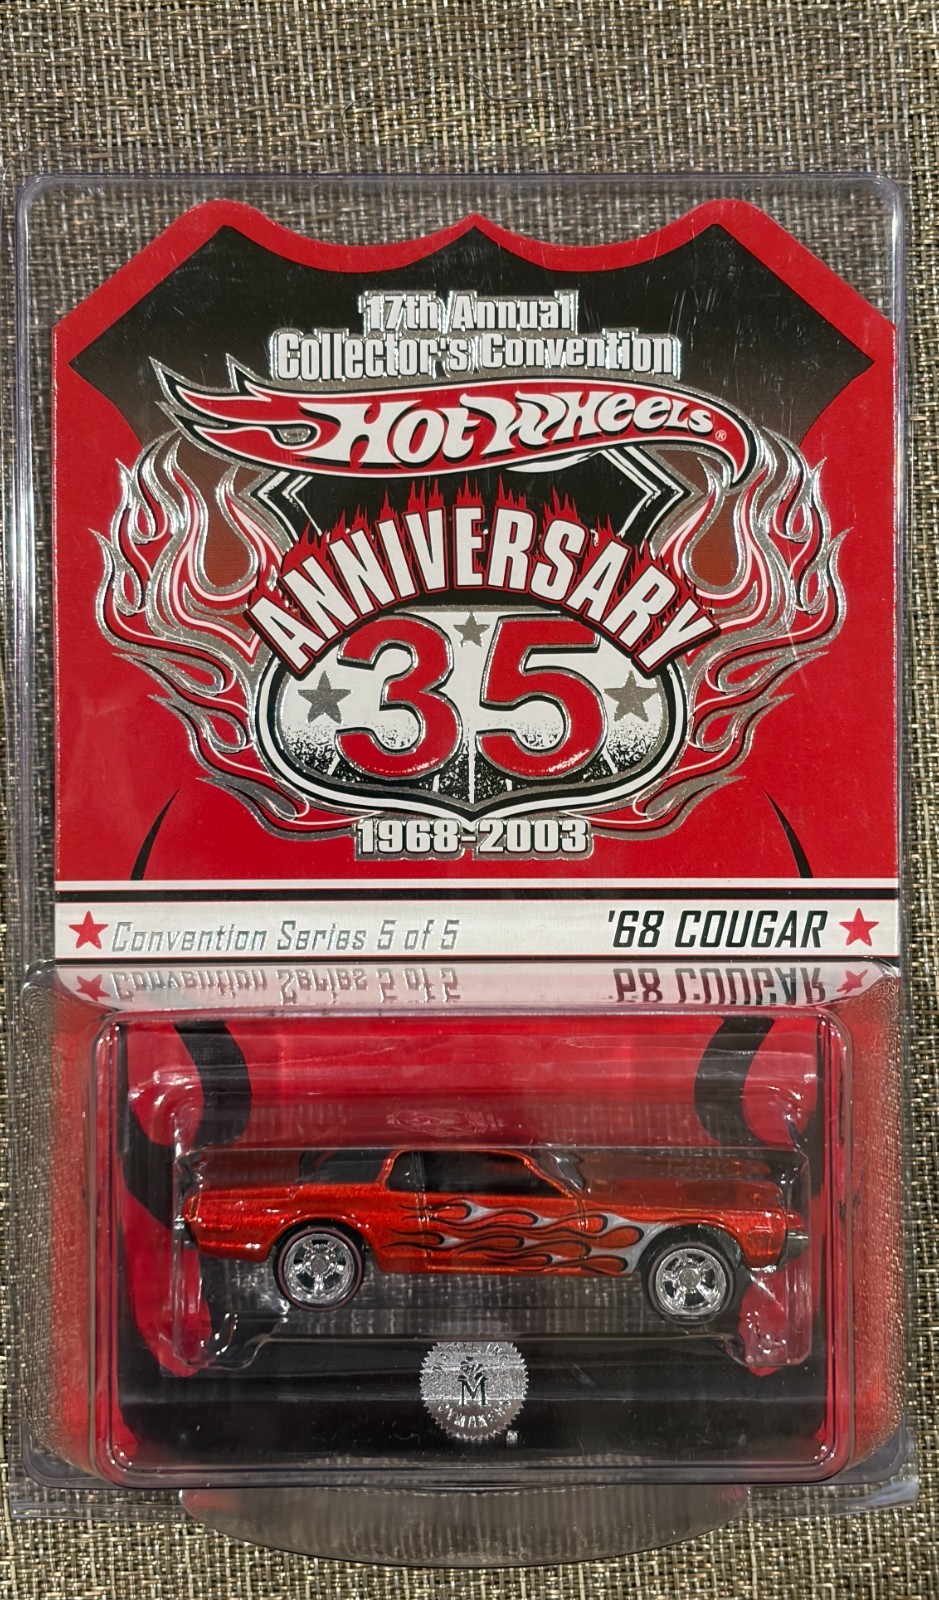 17th Annual
Collector's Convention
Hot Wheels®
ANNIVERSARY
35
1968-2003
Convention Series 5 of 5
'68 COUGAR
M